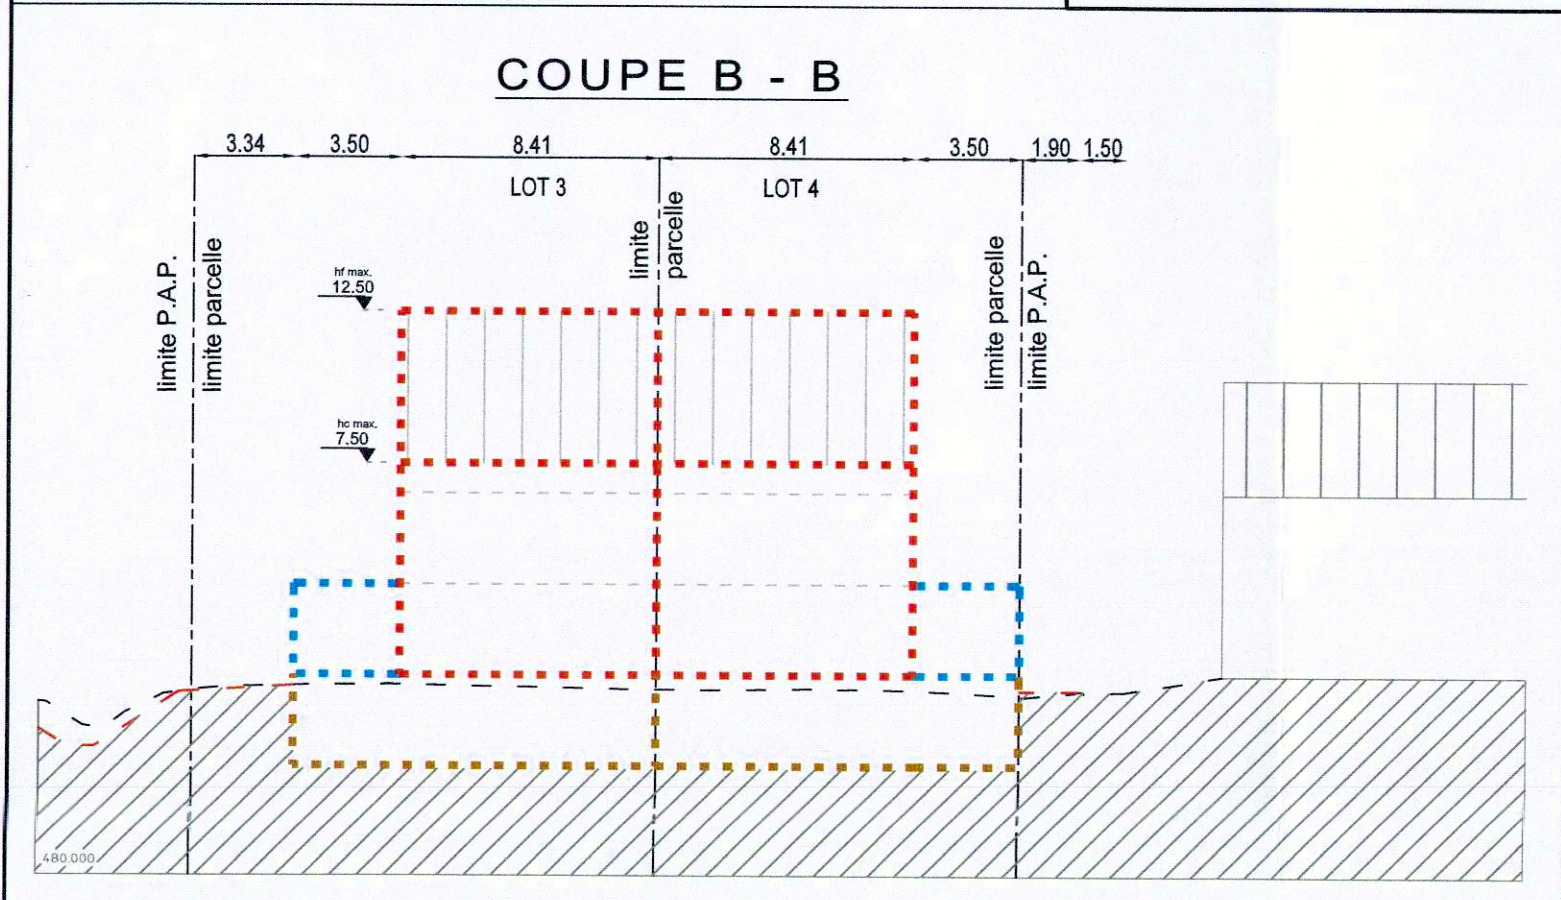 COUPE B - B
3.34 3.50 8.41 8.41 3.50 1.90 1.50
LOT 3 LOT 4
limite P.A.P.
limite parcelle
limite
parcelle
limite parcelle
limite P.A.P.
hf max.
12.50
hc max.
7.50
480.000